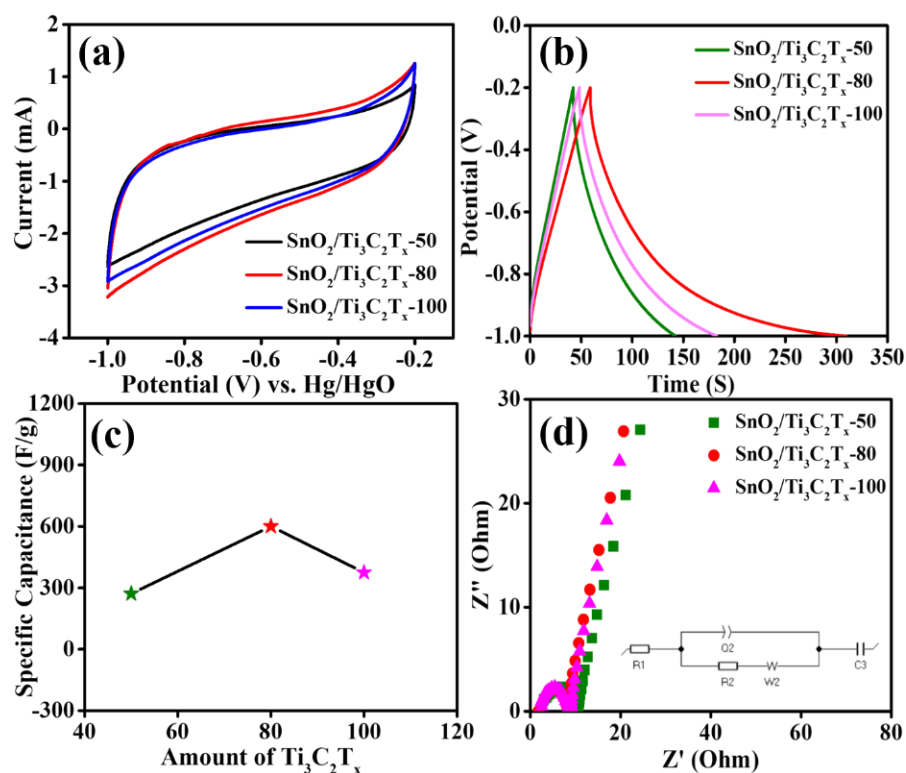 (a)
Current (mA)
2
1
0
-1
-2
-3
-4
-1.0 -0.8 -0.6 -0.4 -0.2
Potential (V) vs. Hg/HgO
SnO₂/Ti₃C₂Tₓ-50
SnO₂/Ti₃C₂Tₓ-80
SnO₂/Ti₃C₂Tₓ-100
(b)
Potential (V)
0.0
-0.2
-0.4
-0.6
-0.8
-1.0
0 50 100 150 200 250 300 350
Time (S)
SnO₂/Ti₃C₂Tₓ-50
SnO₂/Ti₃C₂Tₓ-80
SnO₂/Ti₃C₂Tₓ-100
(c)
Specific Capacitance (F/g)
1200
900
600
300
0
-300
40 60 80 100 120
Amount of Ti₃C₂Tₓ
(d)
Z'' (Ohm)
30
20
10
0
0 20 40 60 80
Z' (Ohm)
SnO₂/Ti₃C₂Tₓ-50
SnO₂/Ti₃C₂Tₓ-80
SnO₂/Ti₃C₂Tₓ-100
R1
Q2
R2
W
W2
C3